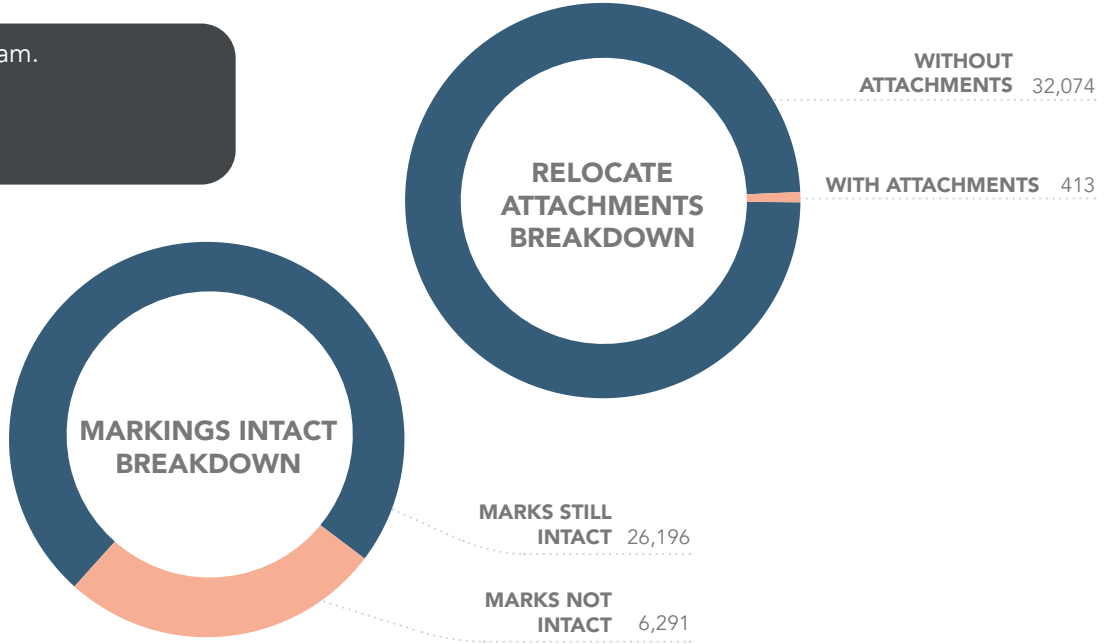 am.
WITHOUT
ATTACHMENTS 32,074
WITH ATTACHMENTS 413
RELOCATE
ATTACHMENTS
BREAKDOWN
MARKINGS INTACT
BREAKDOWN
MARKS STILL
INTACT 26,196
MARKS NOT
INTACT 6,291